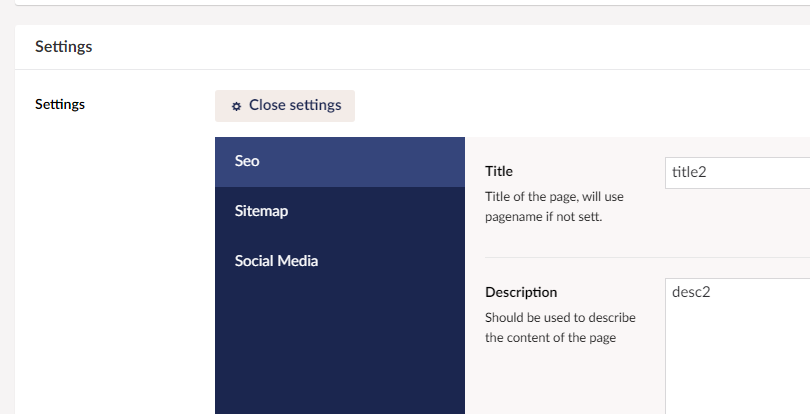 Settings
Settings
Close settings
Seo
Sitemap
Social Media
Title
Title of the page, will use
pagename if not sett.
title2
Description
Should be used to describe
the content of the page
desc2